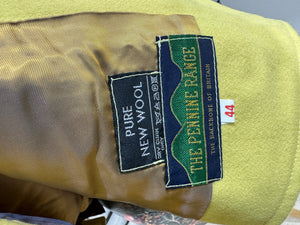 PURE
NEW WOOL
THE PENNINE RANGE
THE BACKBONE OF BRITAIN
44